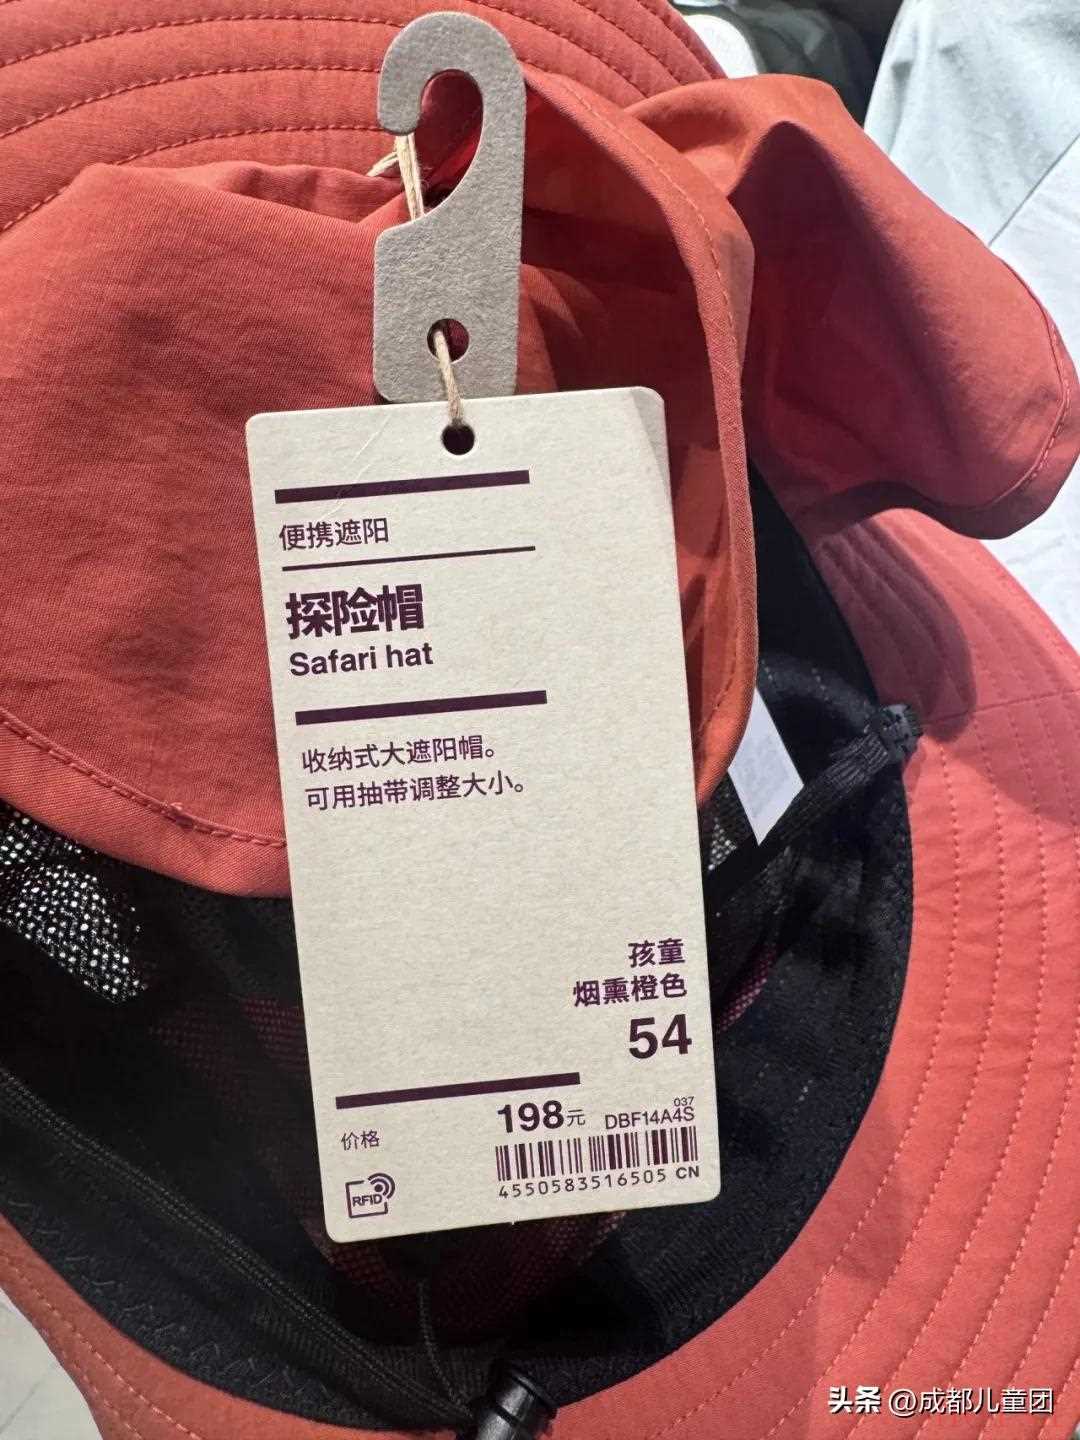 便携遮阳
探险帽
Safari hat
收纳式大遮阳帽。
可用抽带调整大小。
孩童
烟熏橙色
54
价格
198元
037
DBF14A4S
4550583516505 CN
RFID
头条 @成都儿童团